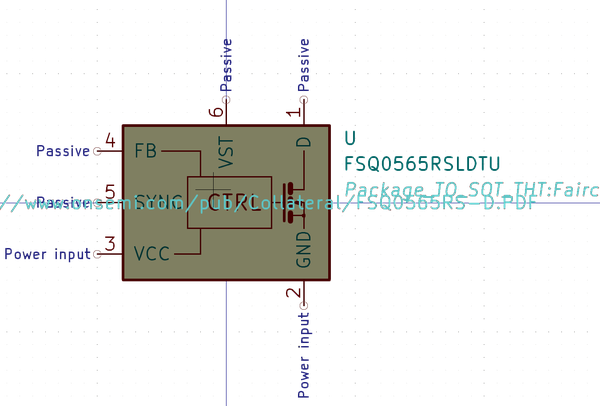 Passive
Passive
6
1
U
FSQ0565RSLDTU
Package_TO_SOT_THT:Fairc
4
Passive
FB
VST
D
5
Passive
SYNC
CTRL
//www.onsemi.com/pub/Collateral/FSQ0565RS-D.PDF
3
Power input
VCC
GND
2
Power input